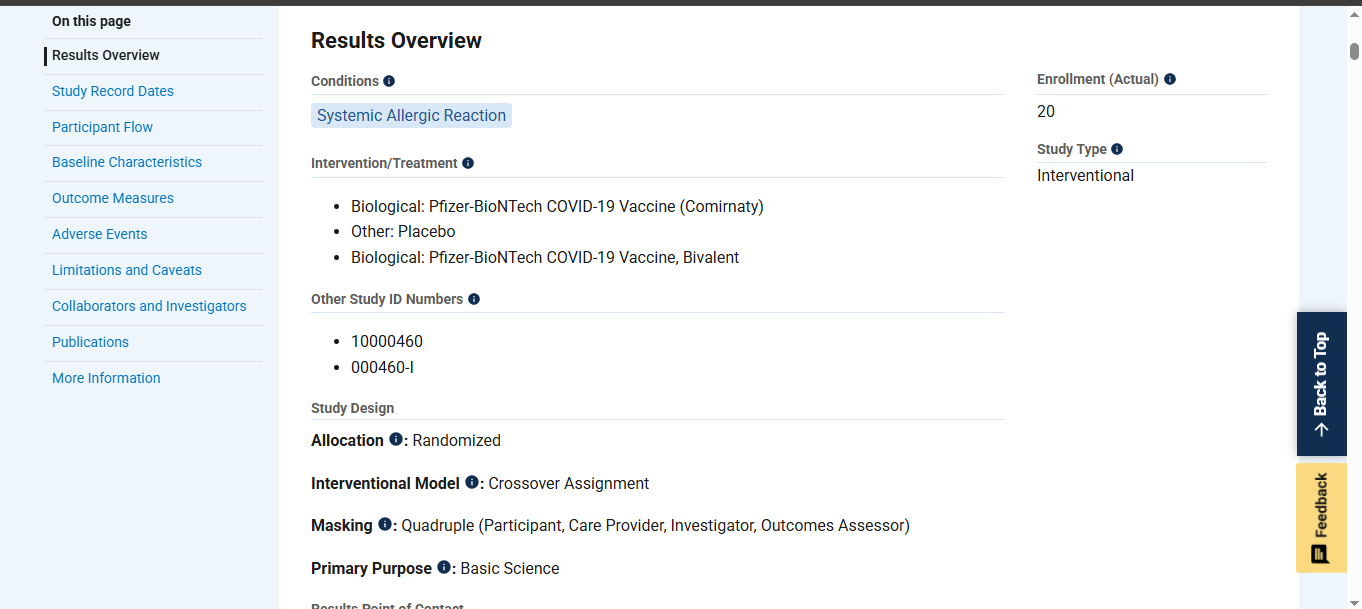 On this page
Results Overview
Study Record Dates
Participant Flow
Baseline Characteristics
Outcome Measures
Adverse Events
Limitations and Caveats
Collaborators and Investigators
Publications
More Information
Results Overview
Conditions
Systemic Allergic Reaction
Intervention/Treatment
Biological: Pfizer-BioNTech COVID-19 Vaccine (Comirnaty)
Other: Placebo
Biological: Pfizer-BioNTech COVID-19 Vaccine, Bivalent
Other Study ID Numbers
10000460
000460-I
Study Design
Allocation : Randomized
Interventional Model : Crossover Assignment
Masking : Quadruple (Participant, Care Provider, Investigator, Outcomes Assessor)
Primary Purpose : Basic Science
Results Point of Contact
Enrollment (Actual)
20
Study Type
Interventional
Back to Top
Feedback